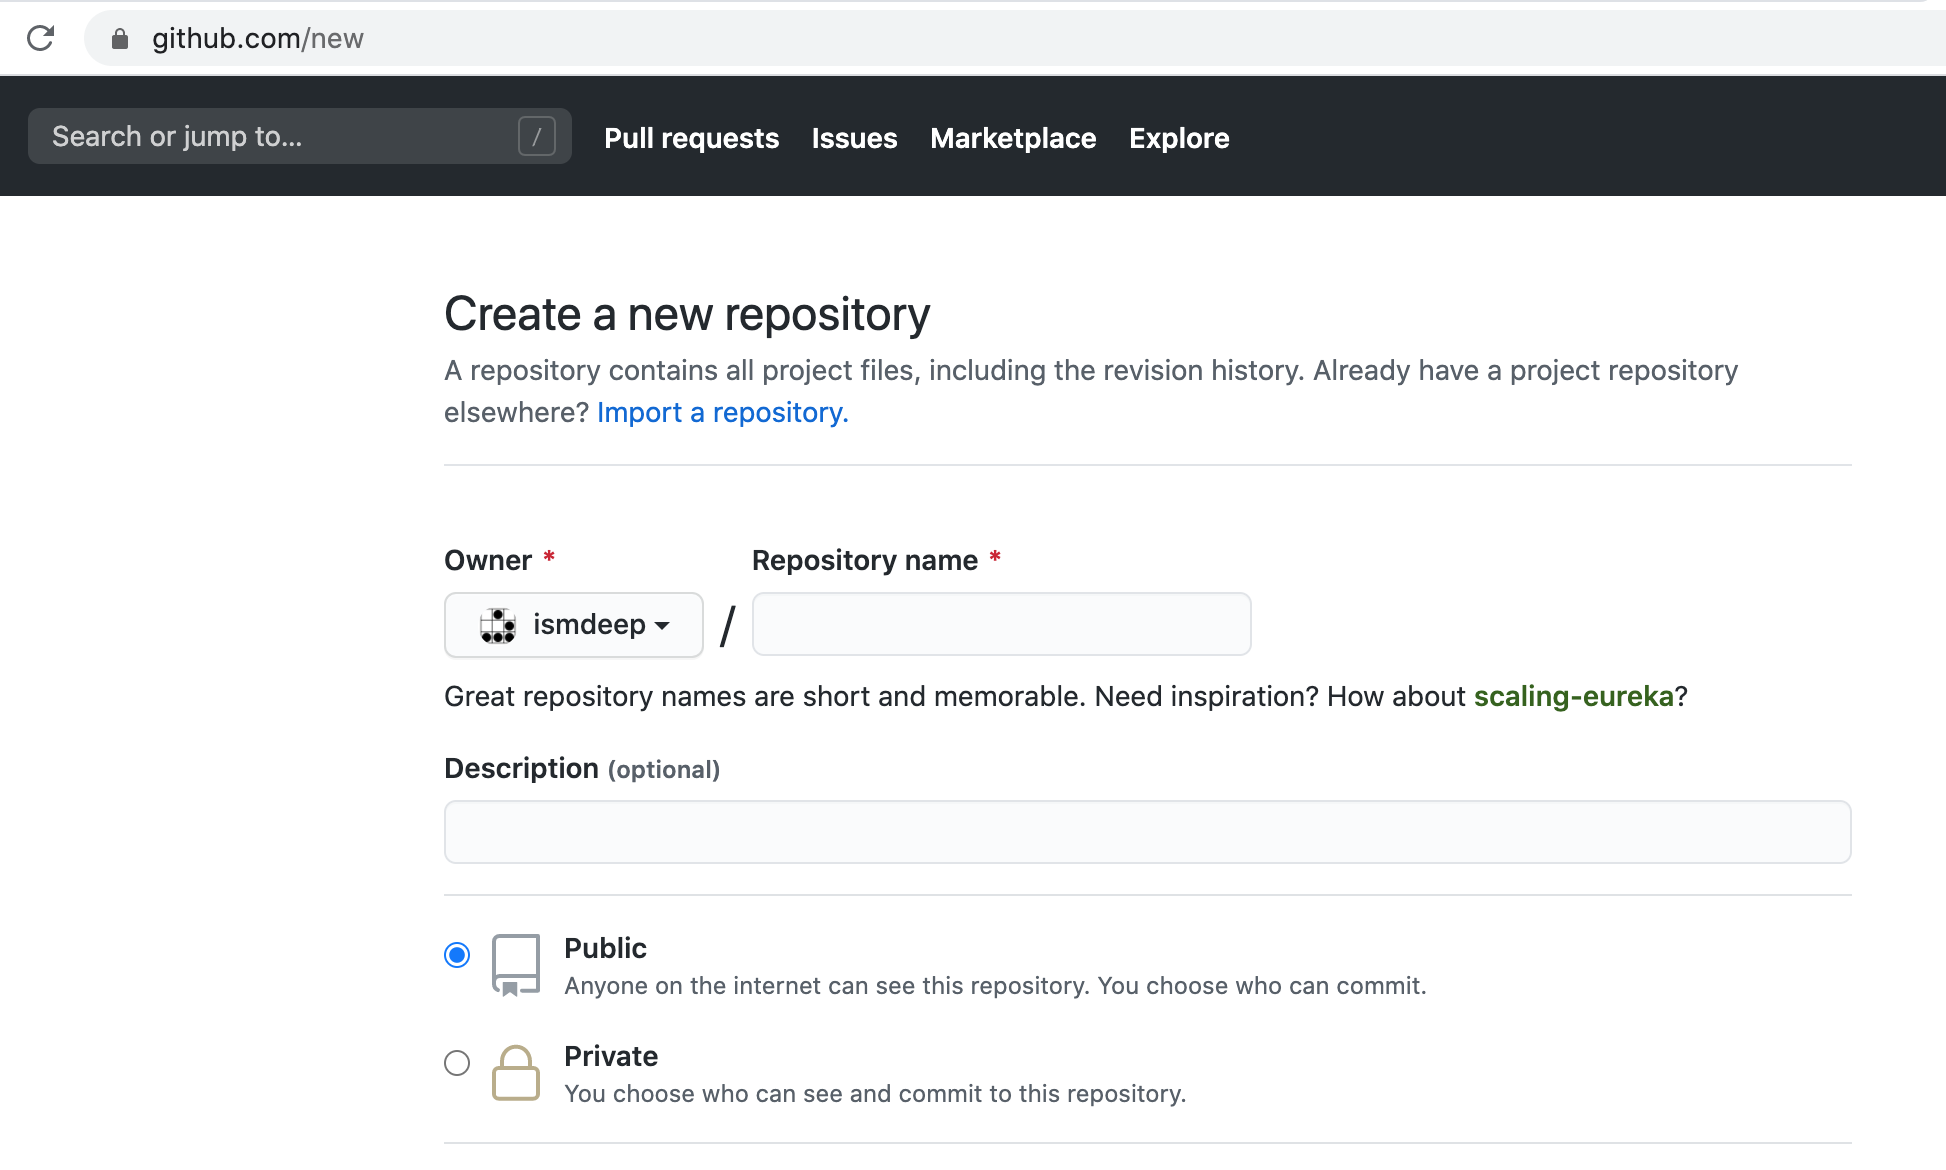 github.com/new
Search or jump to... /
Pull requests Issues Marketplace Explore
Create a new repository
A repository contains all project files, including the revision history. Already have a project repository
elsewhere? Import a repository.
Owner * Repository name *
ismdeep /
Great repository names are short and memorable. Need inspiration? How about scaling-eureka?
Description (optional)
Public
Anyone on the internet can see this repository. You choose who can commit.
Private
You choose who can see and commit to this repository.